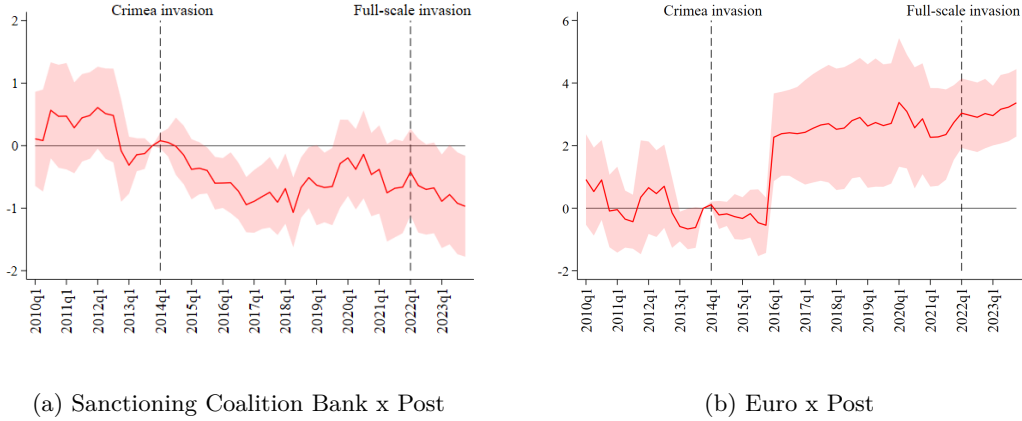 Crimea invasion
Full-scale invasion
2
1
0
-1
-2
2010q1
2011q1
2012q1
2013q1
2014q1
2015q1
2016q1
2017q1
2018q1
2019q1
2020q1
2021q1
2022q1
2023q1
(a) Sanctioning Coalition Bank x Post
Crimea invasion
Full-scale invasion
6
4
2
0
-2
2010q1
2011q1
2012q1
2013q1
2014q1
2015q1
2016q1
2017q1
2018q1
2019q1
2020q1
2021q1
2022q1
2023q1
(b) Euro x Post